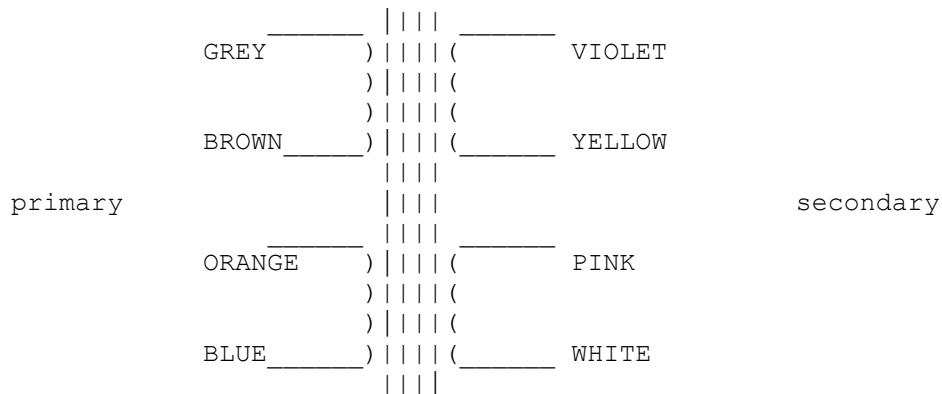 GREY VIOLET
BROWN YELLOW
primary secondary
ORANGE PINK
BLUE WHITE